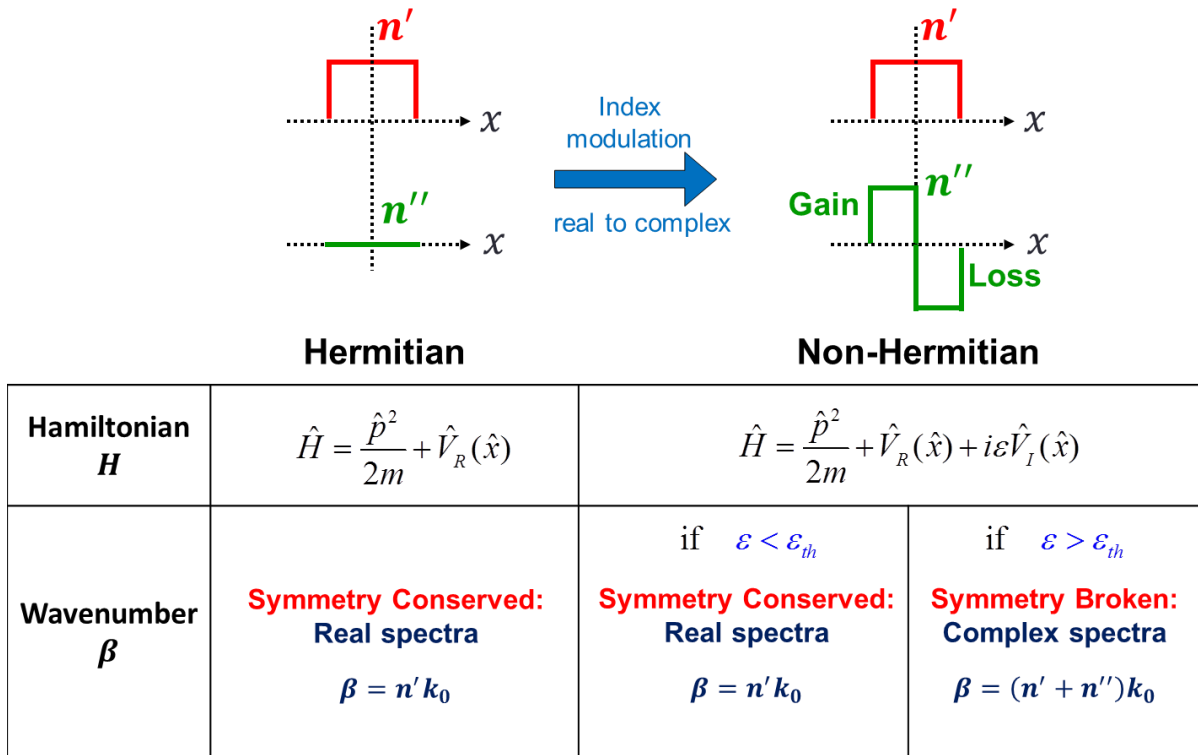 n′
x
n′′
x
Index
modulation
real to complex
n′
x
n′′
Gain
x
Loss
Hermitian
Non-Hermitian
Hamiltonian
H
Ĥ = p̂²/2m + V̂_R(x̂)
Ĥ = p̂²/2m + V̂_R(x̂) + iεV̂_I(x̂)
Wavenumber
β
Symmetry Conserved:
Real spectra
β = n′k₀
if ε < ε_th
Symmetry Conserved:
Real spectra
β = n′k₀
if ε > ε_th
Symmetry Broken:
Complex spectra
β = (n′ + n′′)k₀